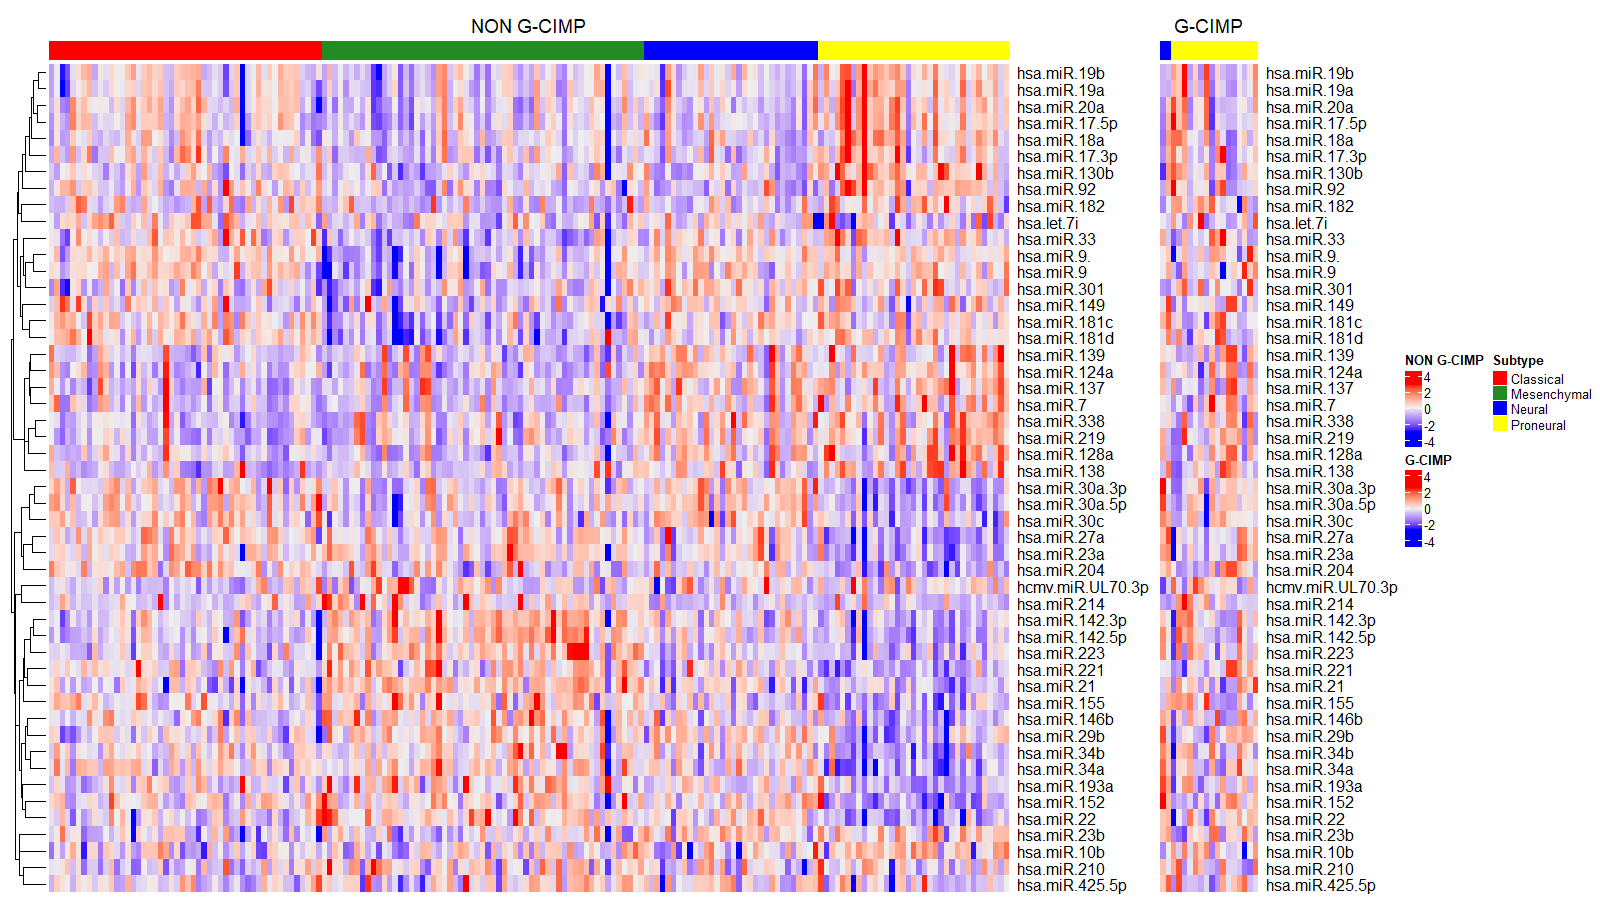 NON G-CIMP
G-CIMP
hsa.miR.19b hsa.miR.19b
hsa.miR.19a hsa.miR.19a
hsa.miR.20a hsa.miR.20a
hsa.miR.17.5p hsa.miR.17.5p
hsa.miR.18a hsa.miR.18a
hsa.miR.17.3p hsa.miR.17.3p
hsa.miR.130b hsa.miR.130b
hsa.miR.92 hsa.miR.92
hsa.miR.182 hsa.miR.182
hsa.let.7i hsa.let.7i
hsa.miR.33 hsa.miR.33
hsa.miR.9. hsa.miR.9.
hsa.miR.9 hsa.miR.9
hsa.miR.301 hsa.miR.301
hsa.miR.149 hsa.miR.149
hsa.miR.181c hsa.miR.181c
hsa.miR.181d hsa.miR.181d
hsa.miR.139 hsa.miR.139
hsa.miR.124a hsa.miR.124a
hsa.miR.137 hsa.miR.137
hsa.miR.7 hsa.miR.7
hsa.miR.338 hsa.miR.338
hsa.miR.219 hsa.miR.219
hsa.miR.128a hsa.miR.128a
hsa.miR.138 hsa.miR.138
hsa.miR.30a.3p hsa.miR.30a.3p
hsa.miR.30a.5p hsa.miR.30a.5p
hsa.miR.30c hsa.miR.30c
hsa.miR.27a hsa.miR.27a
hsa.miR.23a hsa.miR.23a
hsa.miR.204 hsa.miR.204
hcmv.miR.UL70.3p hcmv.miR.UL70.3p
hsa.miR.214 hsa.miR.214
hsa.miR.142.3p hsa.miR.142.3p
hsa.miR.142.5p hsa.miR.142.5p
hsa.miR.223 hsa.miR.223
hsa.miR.221 hsa.miR.221
hsa.miR.21 hsa.miR.21
hsa.miR.155 hsa.miR.155
hsa.miR.146b hsa.miR.146b
hsa.miR.29b hsa.miR.29b
hsa.miR.34b hsa.miR.34b
hsa.miR.34a hsa.miR.34a
hsa.miR.193a hsa.miR.193a
hsa.miR.152 hsa.miR.152
hsa.miR.22 hsa.miR.22
hsa.miR.23b hsa.miR.23b
hsa.miR.10b hsa.miR.10b
hsa.miR.210 hsa.miR.210
hsa.miR.425.5p hsa.miR.425.5p
NON G-CIMP
4
2
0
-2
-4
G-CIMP
4
2
0
-2
-4
Subtype
Classical
Mesenchymal
Neural
Proneural